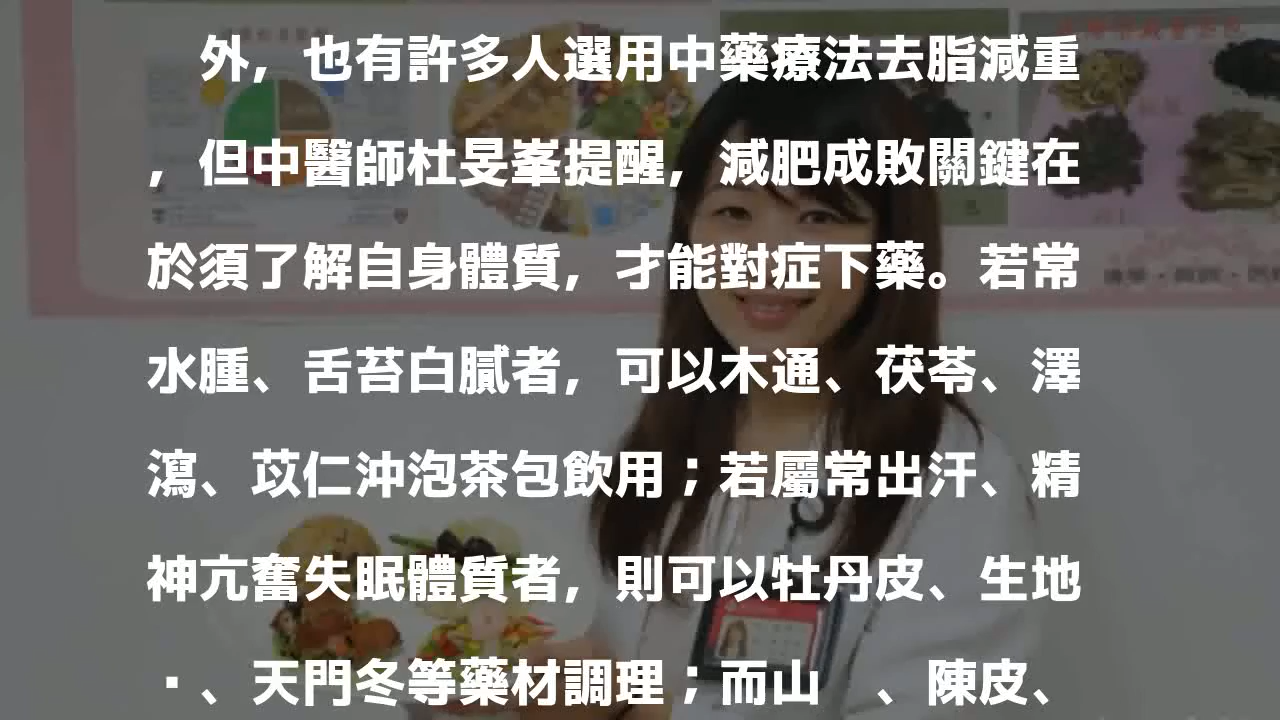 外，也有許多人選用中藥療法去脂減重
，但中醫師杜旻峯提醒，減肥成敗關鍵在
於須了解自身體質，才能對症下藥。若常
水腫、舌苔白膩者，可以木通、茯苓、澤
瀉、苡仁沖泡茶包飲用；若屬常出汗、精
神亢奮失眠體質者，則可以牡丹皮、生地
▪、天門冬等藥材調理；而山　、陳皮、